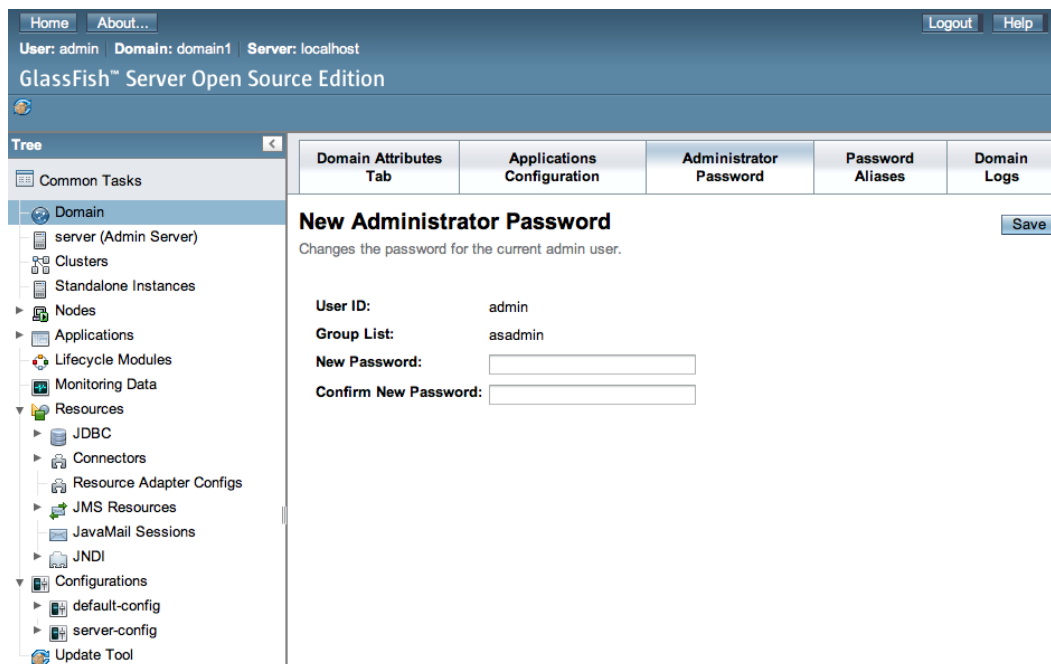 Home About... Logout Help
User: admin Domain: domain1 Server: localhost
GlassFish™ Server Open Source Edition
Tree
Common Tasks
Domain
server (Admin Server)
Clusters
Standalone Instances
Nodes
Applications
Lifecycle Modules
Monitoring Data
Resources
JDBC
Connectors
Resource Adapter Configs
JMS Resources
JavaMail Sessions
JNDI
Configurations
default-config
server-config
Update Tool
Domain Attributes Tab
Applications Configuration
Administrator Password
Password Aliases
Domain Logs
New Administrator Password
Save
Changes the password for the current admin user.
User ID: admin
Group List: asadmin
New Password:
Confirm New Password: